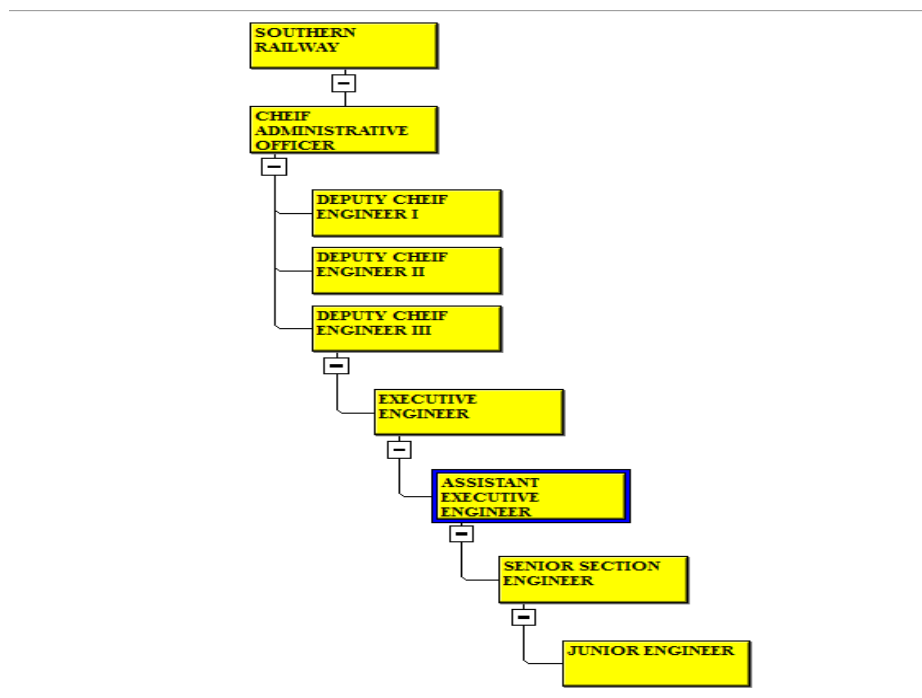 SOUTHERN
RAILWAY
CHEIF
ADMINISTRATIVE
OFFICER
DEPUTY CHEIF
ENGINEER I
DEPUTY CHEIF
ENGINEER II
DEPUTY CHEIF
ENGINEER III
EXECUTIVE
ENGINEER
ASSISTANT
EXECUTIVE
ENGINEER
SENIOR SECTION
ENGINEER
JUNIOR ENGINEER